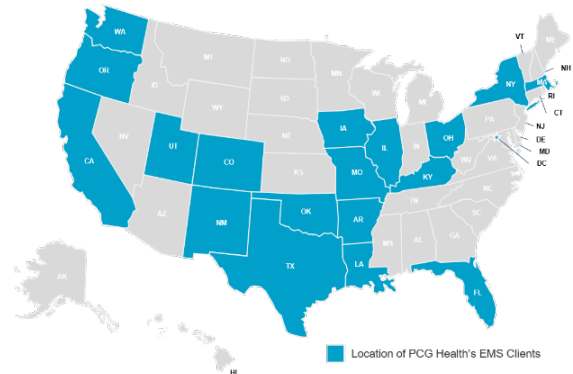 WA
OR
CA
NV
ID
MT
WY
UT
AZ
CO
NM
ND
SD
NE
KS
OK
TX
MN
IA
MO
AR
LA
WI
IL
MI
IN
OH
KY
TN
MS
AL
GA
FL
SC
NC
VA
WV
PA
NY
VT
ME
NH
MA
RI
CT
NJ
DE
MD
DC
AK
HI
Location of PCG Health's EMS Clients